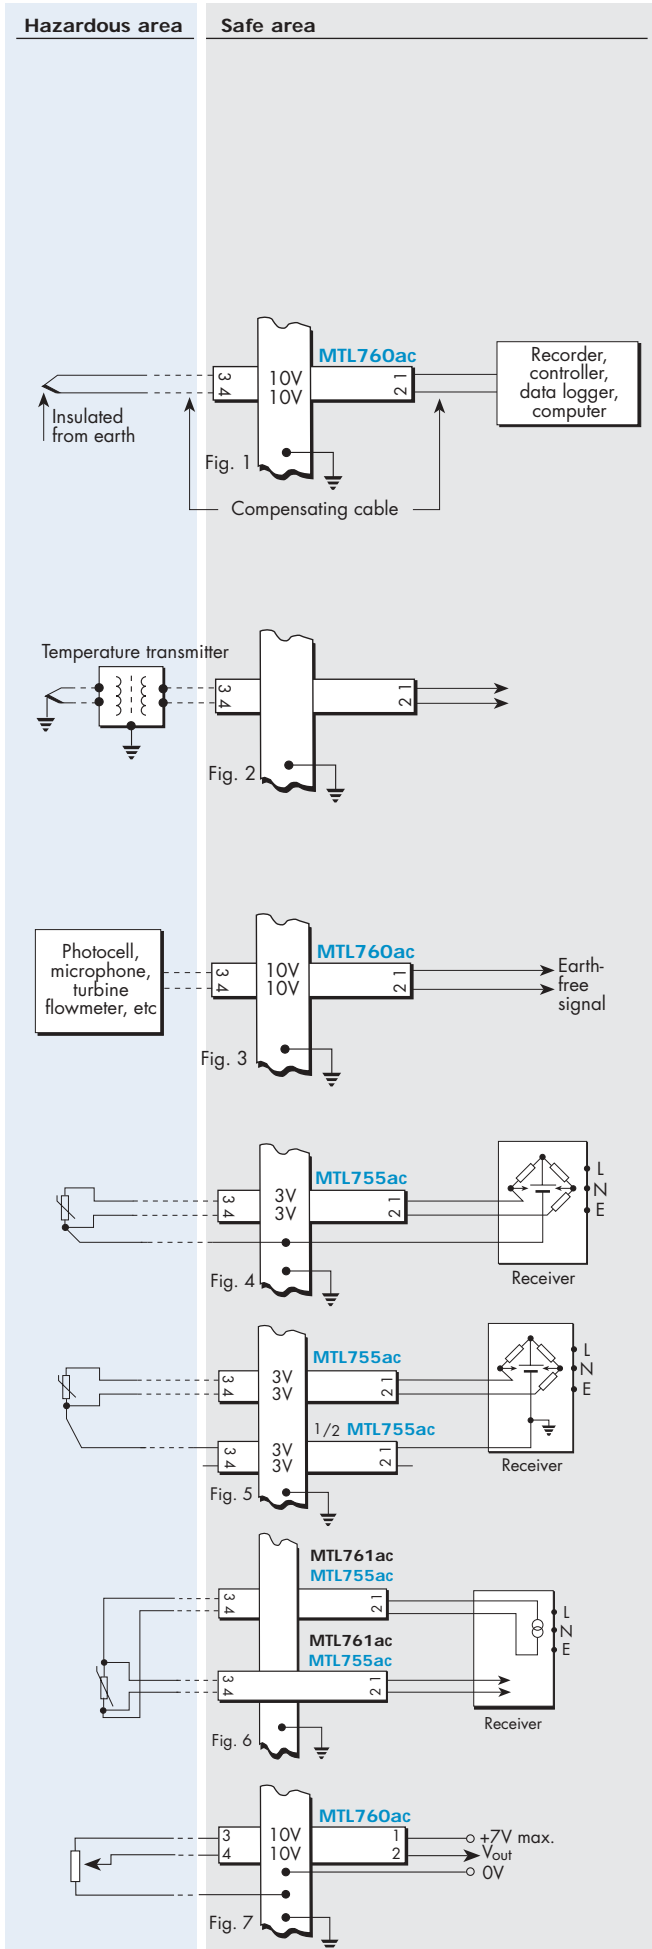 Hazardous area
Safe area
MTL760ac
3
4
10V
10V
1
2
Recorder,
controller,
data logger,
computer
Insulated
from earth
Fig. 1
Compensating cable
Temperature transmitter
3
4
1
2
Fig. 2
Photocell,
microphone,
turbine
flowmeter, etc
MTL760ac
3
4
10V
10V
1
2
Earth-
free
signal
Fig. 3
MTL755ac
3
4
3V
3V
1
2
L
N
E
Receiver
Fig. 4
MTL755ac
3
4
3V
3V
1
2
L
N
E
1/2 MTL755ac
3
4
3V
3V
1
2
Receiver
Fig. 5
MTL761ac
MTL755ac
3
4
1
2
L
N
E
MTL761ac
MTL755ac
3
4
1
2
Receiver
Fig. 6
MTL760ac
3
4
10V
10V
1
2
+7V max.
Vout
0V
Fig. 7